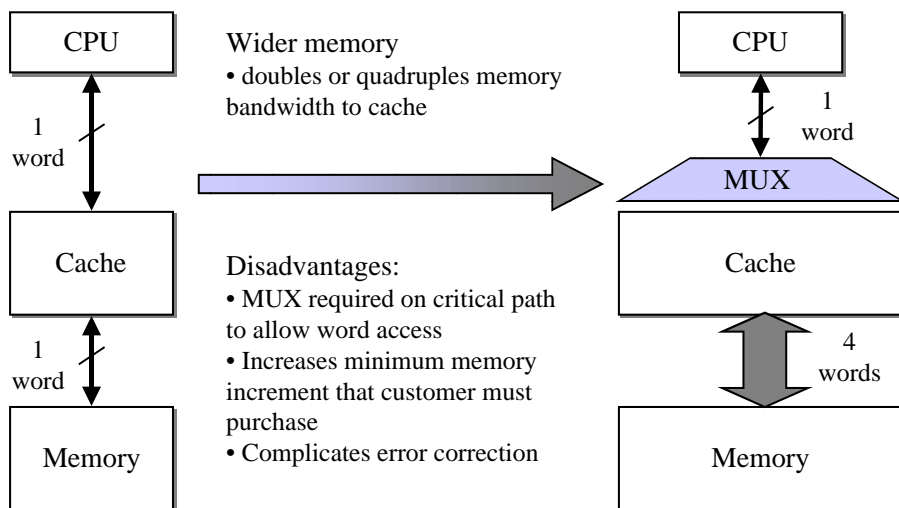 CPU
1
word
Cache
1
word
Memory
Wider memory
• doubles or quadruples memory
bandwidth to cache
Disadvantages:
• MUX required on critical path
to allow word access
• Increases minimum memory
increment that customer must
purchase
• Complicates error correction
CPU
1
word
MUX
Cache
4
words
Memory